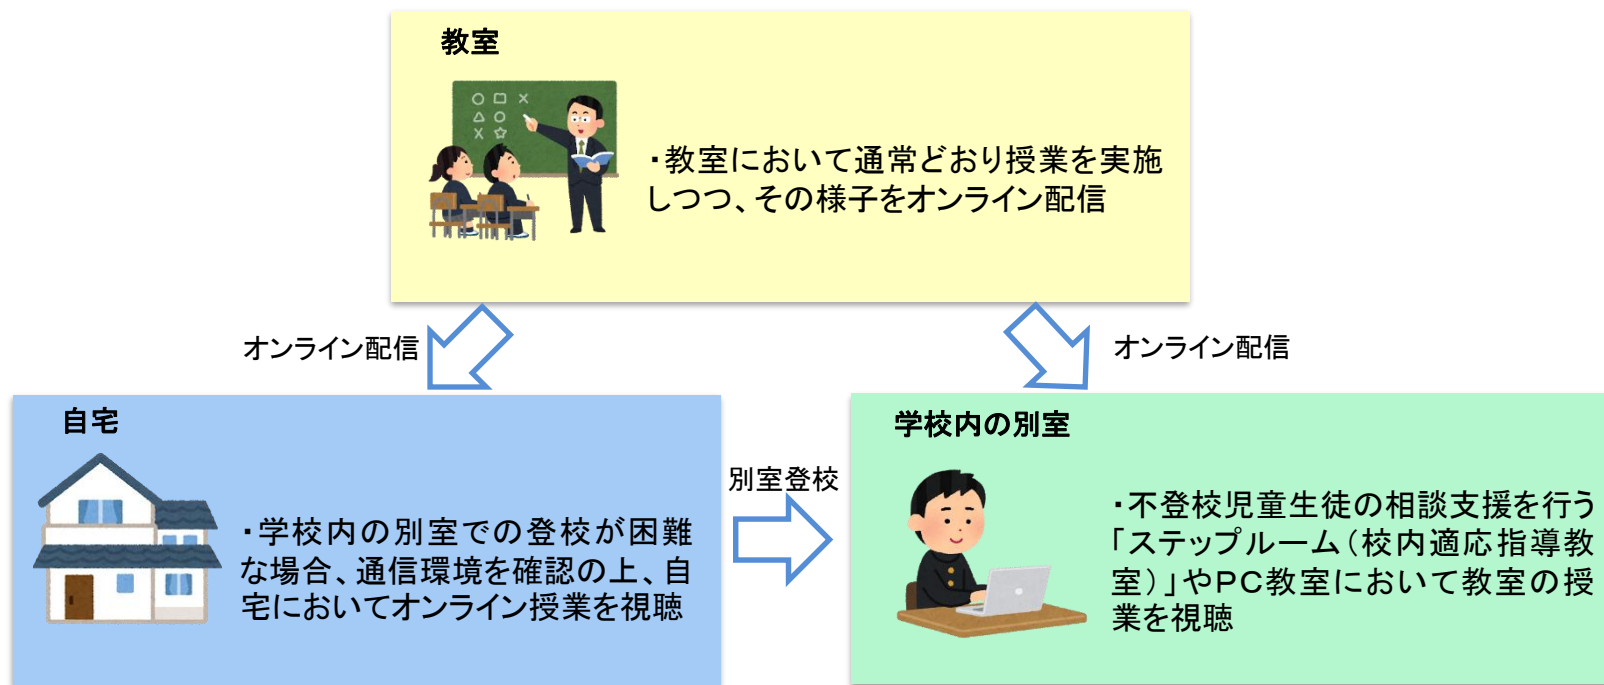 教室
・教室において通常どおり授業を実施
しつつ、その様子をオンライン配信
オンライン配信
オンライン配信
自宅
・学校内の別室での登校が困難
な場合、通信環境を確認の上、自
宅においてオンライン授業を視聴
別室登校
学校内の別室
・不登校児童生徒の相談支援を行う
「ステップルーム（校内適応指導教
室）」やPC教室において教室の授
業を視聴